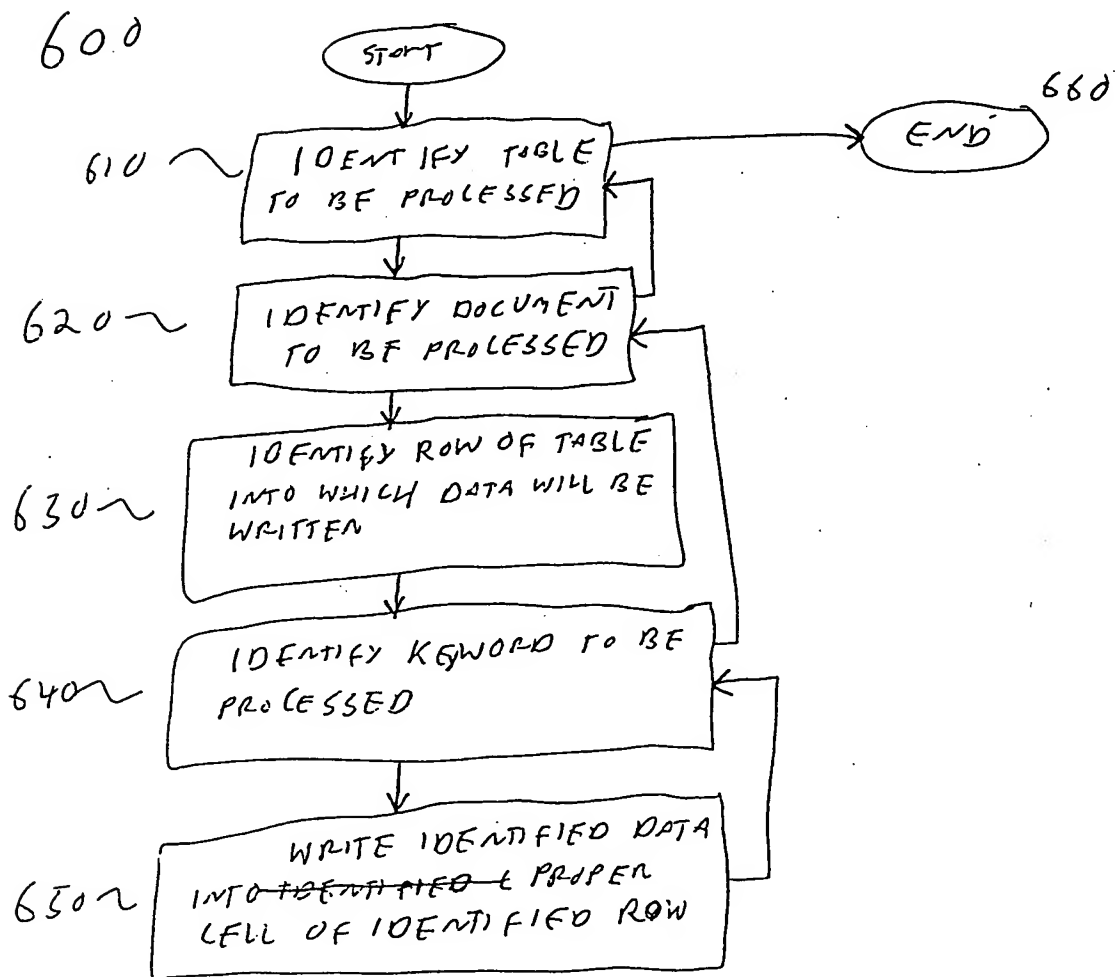 600
START
660
END
610
IDENTIFY TABLE
TO BE PROCESSED
620
IDENTIFY DOCUMENT
TO BE PROCESSED
630
IDENTIFY ROW OF TABLE
INTO WHICH DATA WILL BE
WRITTEN
640
IDENTIFY KEYWORD TO BE
PROCESSED
650
WRITE IDENTIFIED DATA
INTO IDENTIFIED C PROPER
CELL OF IDENTIFIED ROW